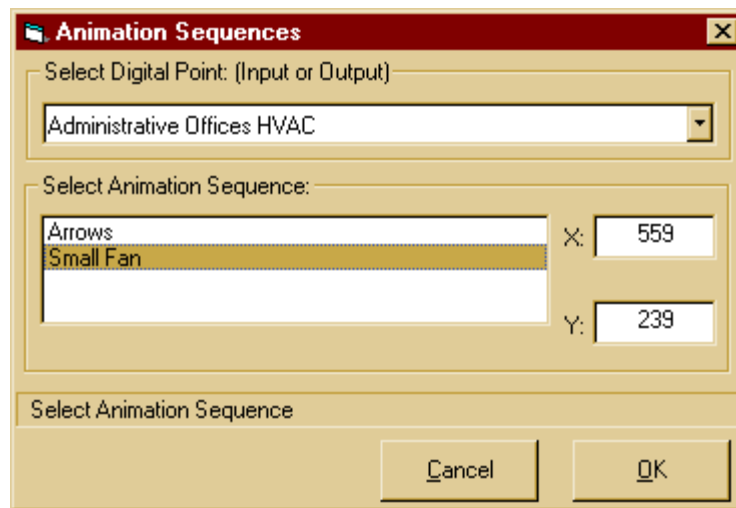 Animation Sequences
Select Digital Point: (Input or Output)
Administrative Offices HVAC
Select Animation Sequence:
Arrows
Small Fan
X: 559
Y: 239
Select Animation Sequence
Cancel
OK